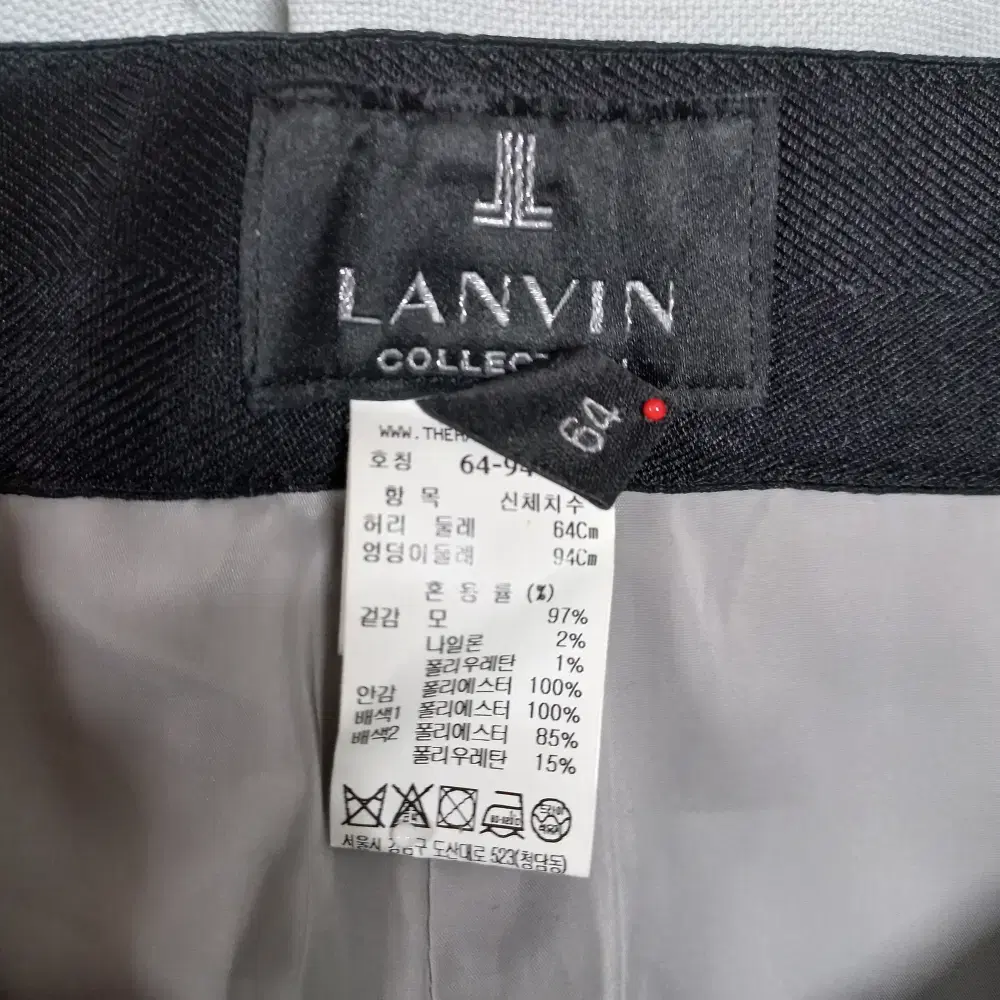 LANVIN
64
호칭 64-94
항 목 신체치수
허리 둘레 64Cm
엉덩이둘레 94Cm
혼 용 률 (%)
겉감 모 97%
나일론 2%
폴리우레탄 1%
안감 폴리에스터 100%
배색1 폴리에스터 100%
배색2 폴리에스터 85%
폴리우레탄 15%
서울시 강남구 도산대로 523(청담동)